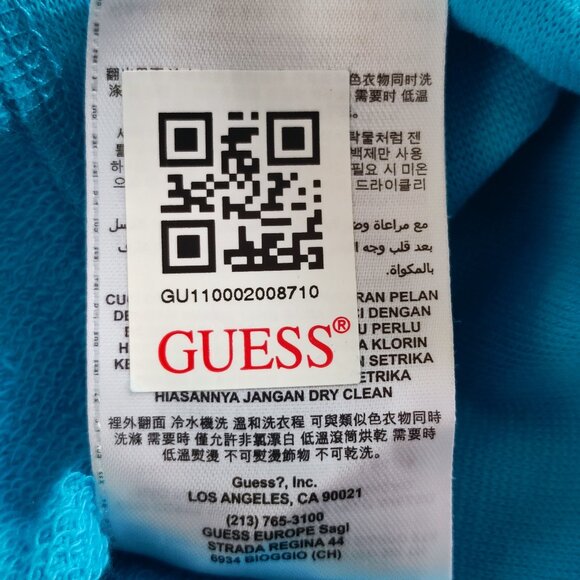 色衣物同时洗
涤 需要时 低温
탁물처럼 젠
백제만 사용
필요 시 미온
드라이클리
مع مراعاة
بعد قلب وجه
بالمكواة.
GU110002008710
GUESS®
RAN PELAN
CI DENGAN
U PERLU
A KLORIN
N SETRIKA
ETRIKA
HIASANNYA JANGAN DRY CLEAN
裡外翻面 冷水機洗 溫和洗衣程 可與類似色衣物同時
洗滌 需要時 僅允許非氯漂白 低溫滾筒烘乾 需要時
低溫熨燙 不可熨燙飾物 不可乾洗。
Guess?, Inc.
LOS ANGELES, CA 90021
(213) 765-3100
GUESS EUROPE Sagl
STRADA REGINA 44
6934 BIOGGIO (CH)